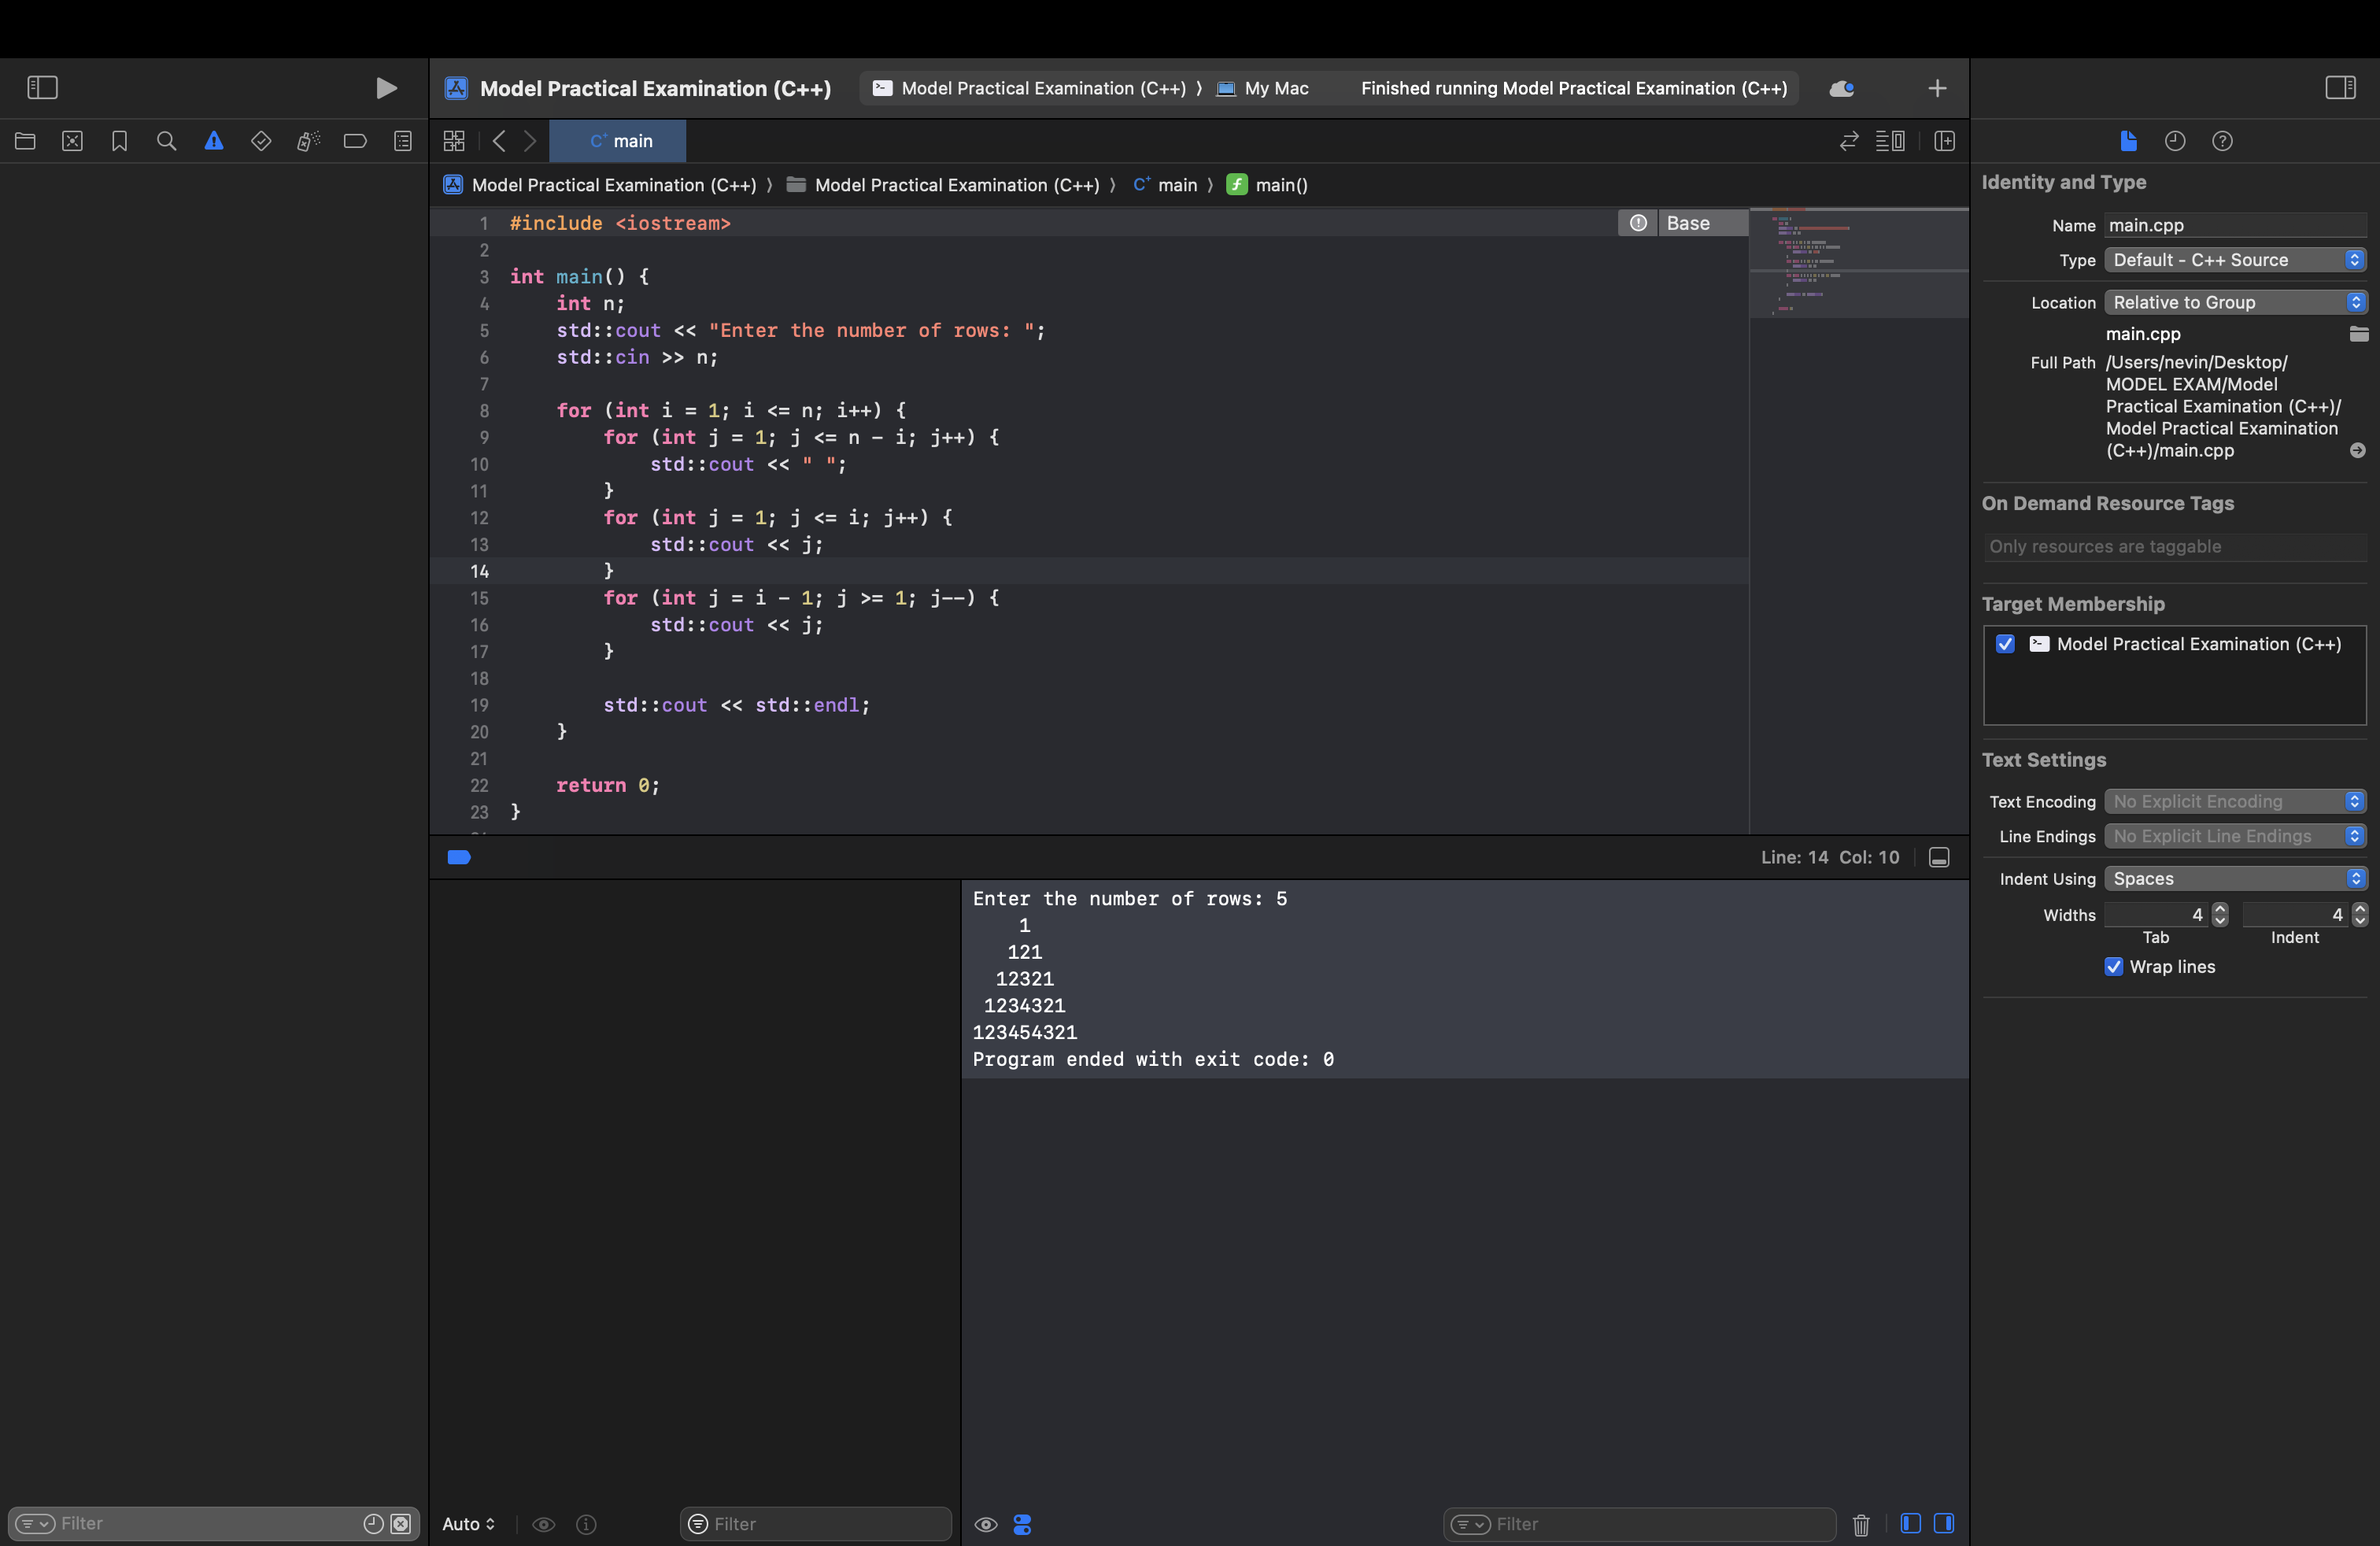 Model Practical Examination (C++)
Model Practical Examination (C++) ⟩ My Mac
Finished running Model Practical Examination (C++)
main
Model Practical Examination (C++) ⟩ Model Practical Examination (C++) ⟩ main ⟩ main()
Base
1 #include <iostream>
2
3 int main() {
4     int n;
5     std::cout << "Enter the number of rows: ";
6     std::cin >> n;
7
8     for (int i = 1; i <= n; i++) {
9         for (int j = 1; j <= n - i; j++) {
10             std::cout << " ";
11         }
12         for (int j = 1; j <= i; j++) {
13             std::cout << j;
14         }
15         for (int j = i - 1; j >= 1; j--) {
16             std::cout << j;
17         }
18
19         std::cout << std::endl;
20     }
21
22     return 0;
23 }
Line: 14 Col: 10
Enter the number of rows: 5
    1
   121
  12321
 1234321
123454321
Program ended with exit code: 0
Filter
Auto
Filter
Filter
Identity and Type
Name main.cpp
Type Default - C++ Source
Location Relative to Group
main.cpp
Full Path /Users/nevin/Desktop/
MODEL EXAM/Model
Practical Examination (C++)/
Model Practical Examination
(C++)/main.cpp
On Demand Resource Tags
Only resources are taggable
Target Membership
Model Practical Examination (C++)
Text Settings
Text Encoding No Explicit Encoding
Line Endings No Explicit Line Endings
Indent Using Spaces
Widths 4 4
Tab Indent
Wrap lines